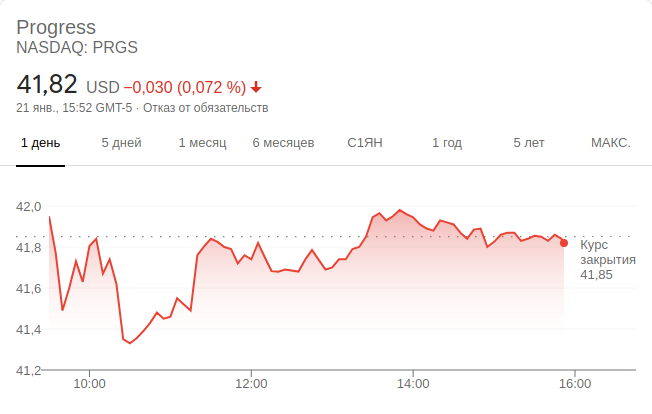 Progress
NASDAQ: PRGS
41,82 USD −0,030 (0,072 %)
21 янв., 15:52 GMT-5 · Отказ от обязательств
1 день 5 дней 1 месяц 6 месяцев С1ЯН 1 год 5 лет МАКС.
42,0
41,8
41,6
41,4
41,2
Курс
закрытия
41,85
10:00 12:00 14:00 16:00